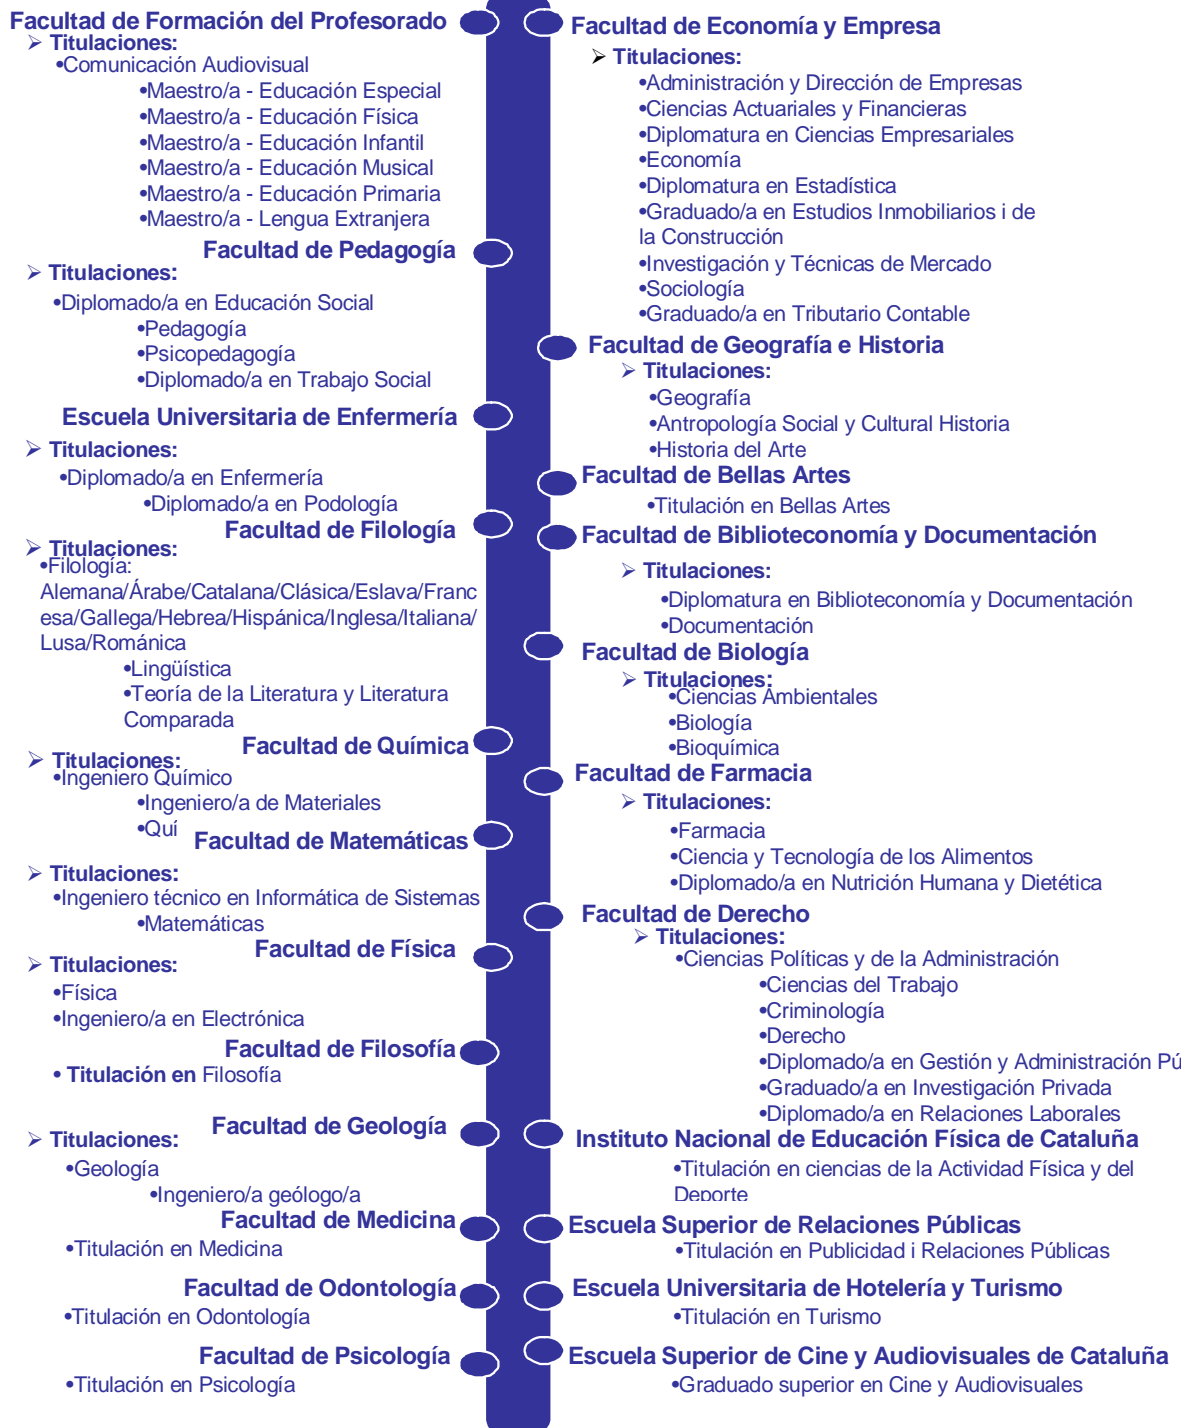 Facultad de Formación del Profesorado
➢ Titulaciones:
•Comunicación Audiovisual
•Maestro/a - Educación Especial
•Maestro/a - Educación Física
•Maestro/a - Educación Infantil
•Maestro/a - Educación Musical
•Maestro/a - Educación Primaria
•Maestro/a - Lengua Extranjera
Facultad de Pedagogía
➢ Titulaciones:
•Diplomado/a en Educación Social
•Pedagogía
•Psicopedagogía
•Diplomado/a en Trabajo Social
Escuela Universitaria de Enfermería
➢ Titulaciones:
•Diplomado/a en Enfermería
•Diplomado/a en Podología
Facultad de Filología
➢ Titulaciones:
•Filología:
Alemana/Árabe/Catalana/Clásica/Eslava/Franc
esa/Gallega/Hebrea/Hispánica/Inglesa/Italiana/
Lusa/Románica
•Lingüística
•Teoría de la Literatura y Literatura
Comparada
Facultad de Química
➢ Titulaciones:
•Ingeniero Químico
•Ingeniero/a de Materiales
•Quí
Facultad de Matemáticas
➢ Titulaciones:
•Ingeniero técnico en Informática de Sistemas
•Matemáticas
Facultad de Física
➢ Titulaciones:
•Física
•Ingeniero/a en Electrónica
Facultad de Filosofía
• Titulación en Filosofía
Facultad de Geología
➢ Titulaciones:
•Geología
•Ingeniero/a geólogo/a
Facultad de Medicina
•Titulación en Medicina
Facultad de Odontología
•Titulación en Odontología
Facultad de Psicología
•Titulación en Psicología
Facultad de Economía y Empresa
➢ Titulaciones:
•Administración y Dirección de Empresas
•Ciencias Actuariales y Financieras
•Diplomatura en Ciencias Empresariales
•Economía
•Diplomatura en Estadística
•Graduado/a en Estudios Inmobiliarios i de
la Construcción
•Investigación y Técnicas de Mercado
•Sociología
•Graduado/a en Tributario Contable
Facultad de Geografía e Historia
➢ Titulaciones:
•Geografía
•Antropología Social y Cultural Historia
•Historia del Arte
Facultad de Bellas Artes
•Titulación en Bellas Artes
Facultad de Biblioteconomía y Documentación
➢ Titulaciones:
•Diplomatura en Biblioteconomía y Documentación
•Documentación
Facultad de Biología
➢ Titulaciones:
•Ciencias Ambientales
•Biología
•Bioquímica
Facultad de Farmacia
➢ Titulaciones:
•Farmacia
•Ciencia y Tecnología de los Alimentos
•Diplomado/a en Nutrición Humana y Dietética
Facultad de Derecho
➢ Titulaciones:
•Ciencias Políticas y de la Administración
•Ciencias del Trabajo
•Criminología
•Derecho
•Diplomado/a en Gestión y Administración Pú
•Graduado/a en Investigación Privada
•Diplomado/a en Relaciones Laborales
Instituto Nacional de Educación Física de Cataluña
•Titulación en ciencias de la Actividad Física y del
Deporte
Escuela Superior de Relaciones Públicas
•Titulación en Publicidad i Relaciones Públicas
Escuela Universitaria de Hotelería y Turismo
•Titulación en Turismo
Escuela Superior de Cine y Audiovisuales de Cataluña
•Graduado superior en Cine y Audiovisuales